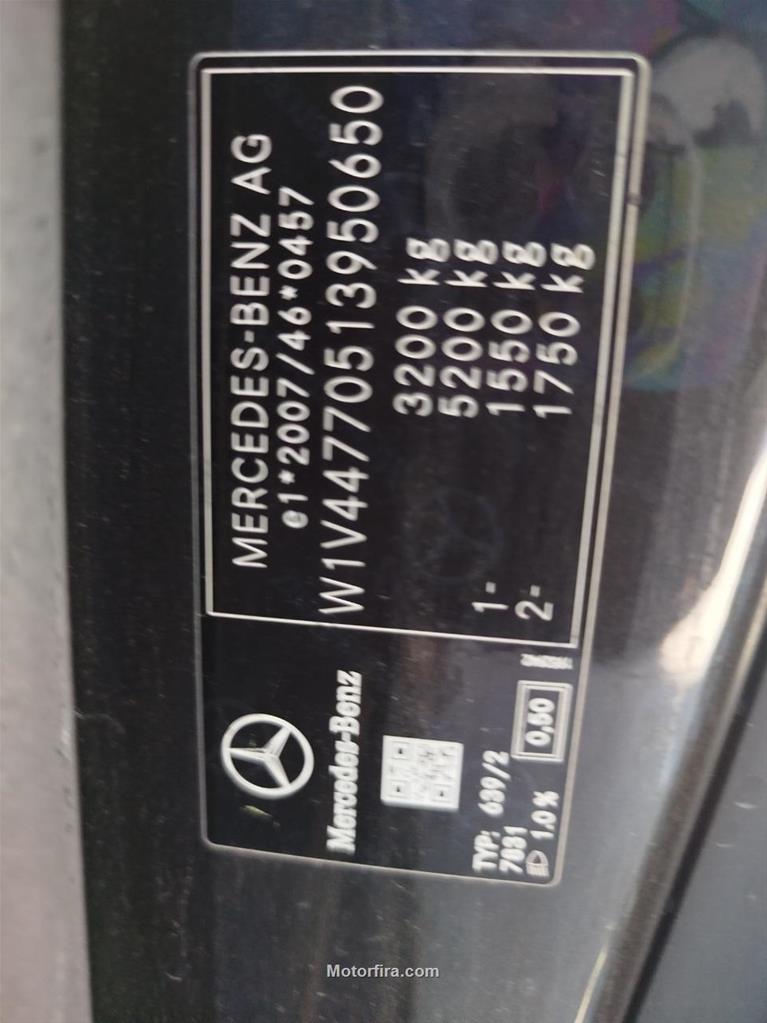 MERCEDES-BENZ AG
e1*2007/46*0457
W1V44770513950650
3200 kg
5200 kg
1- 1550 kg
2- 1750 kg
Mercedes-Benz
TYP: 639/2
7831
1.0 %
0,50
Motorfira.com